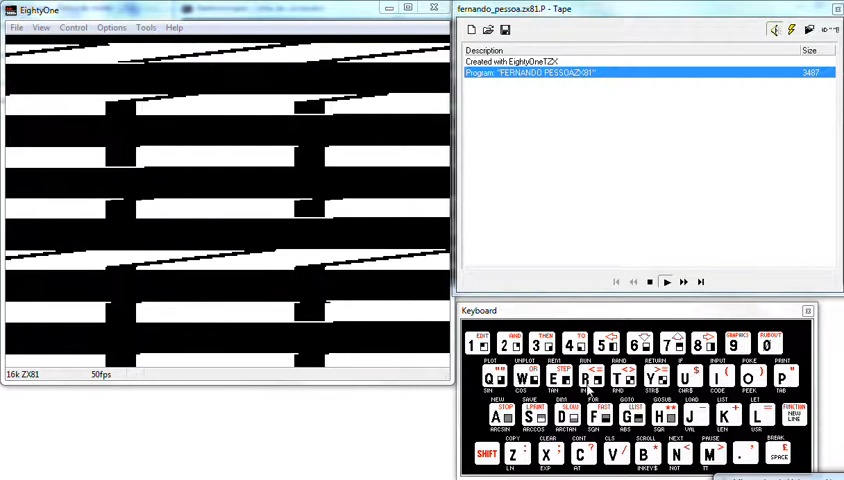 EightyOne
File View Control Options Tools Help
16k ZX81 50fps
fernando_pessoa.zx81.P - Tape
Description Size
Created with EightyOneTZX
Program: "FERNANDO PESSOAZX81" 3487
Keyboard
EDIT AND THEN TO GRAPHICS RUBOUT
1 2 3 4 5 6 7 8 9 0
PLOT UNPLOT REM RUN RAND RETURN IF INPUT POKE PRINT
Q "" W OR E STEP R <= T <> Y >= U $ I ( O ) P "
SIN COS TAN INT STR$ CHR$ CODE PEEK TAB
NEW SAVE DIM FOR GOTO GOSUB LOAD LIST LET
A STOP S LPRINT D SLOW F FAST G LLIST H ** J - K + L = FUNCTION NEW LINE
ARCSIN ARCCOS ARCTAN SGN ABS SQR VAL LEN USR
COPY CLEAR CONT CLS SCROLL NEXT PAUSE BREAK
SHIFT Z : X ; C ? V / B * N < M > . , £ SPACE
LN EXP AT INKEY$ NOT